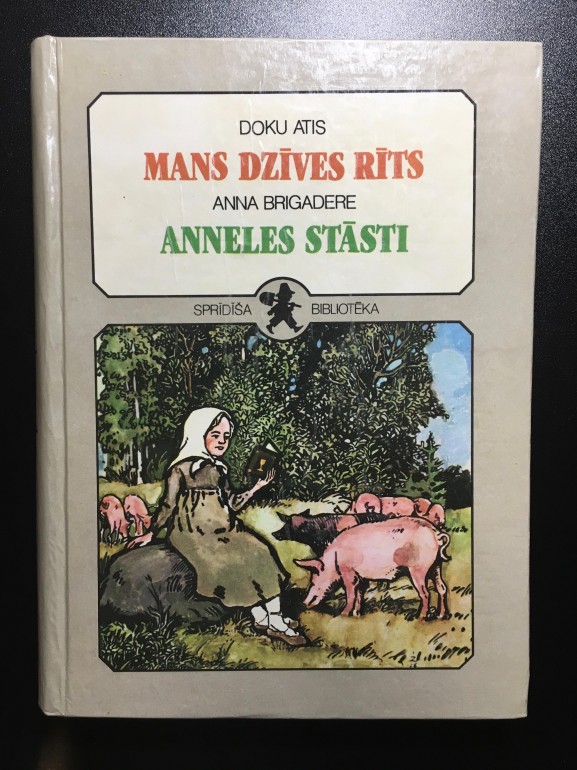 DOKU ATIS
MANS DZĪVES RĪTS
ANNA BRIGADERE
ANNELES STĀSTI
SPRĪDĪŠA BIBLIOTĒKA